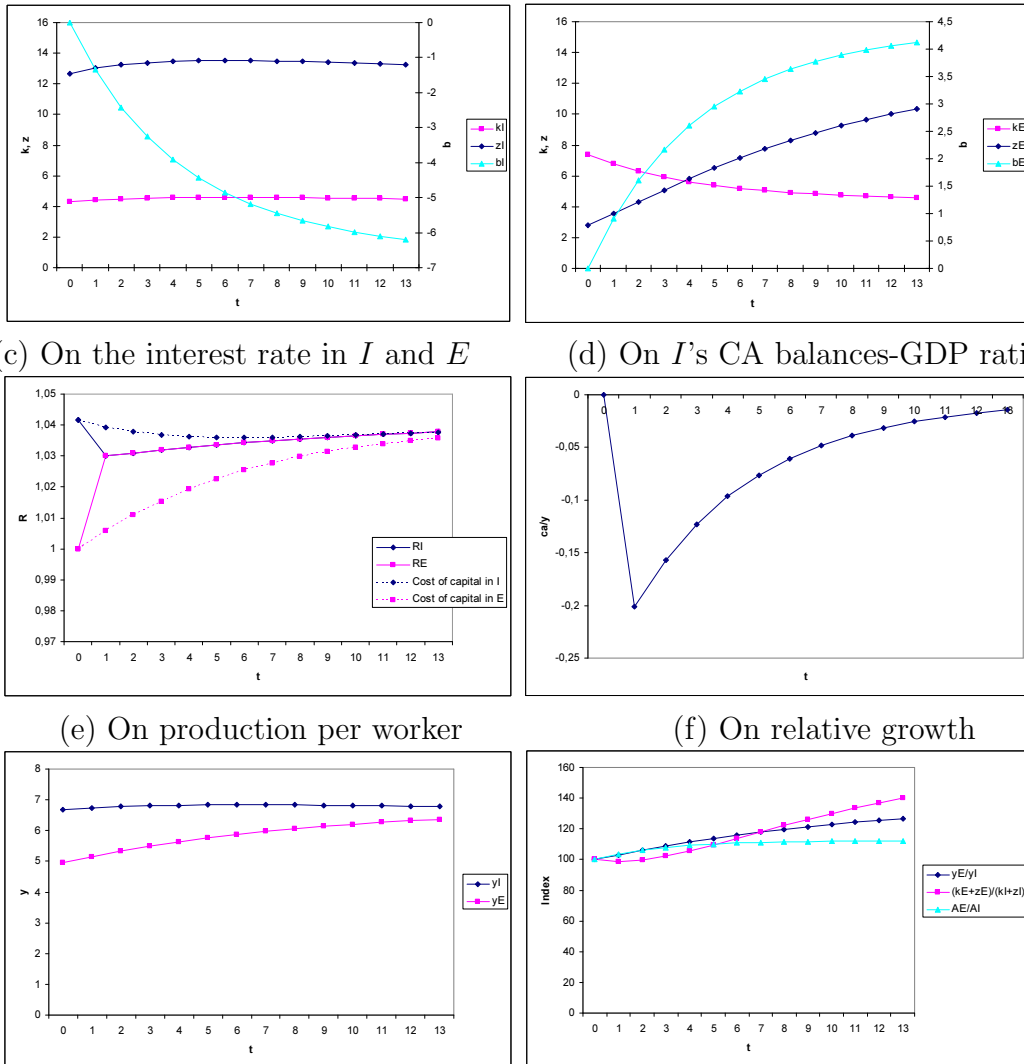 16
14
12
10
8
6
4
2
0
k, z
0
-1
-2
-3
-4
-5
-6
-7
b
0 1 2 3 4 5 6 7 8 9 10 11 12 13
t
kI
zI
bI
16
14
12
10
8
6
4
2
0
k, z
4,5
4
3,5
3
2,5
2
1,5
1
0,5
0
b
0 1 2 3 4 5 6 7 8 9 10 11 12 13
t
kE
zE
bE
c) On the interest rate in I and E
(d) On I's CA balances-GDP rati
1,05
1,04
1,03
1,02
1,01
1
0,99
0,98
0,97
R
0 1 2 3 4 5 6 7 8 9 10 11 12 13
t
RI
RE
Cost of capital in I
Cost of capital in E
0
-0,05
-0,1
-0,15
-0,2
-0,25
ca/y
0 1 2 3 4 5 6 7 8 9 10 11 12 13
t
(e) On production per worker
(f) On relative growth
8
7
6
5
4
3
2
1
0
y
0 1 2 3 4 5 6 7 8 9 10 11 12 13
t
yI
yE
160
140
120
100
80
60
40
20
0
Index
0 1 2 3 4 5 6 7 8 9 10 11 12 13
t
yE/yI
(kE+zE)/(kI+zI)
AE/AI